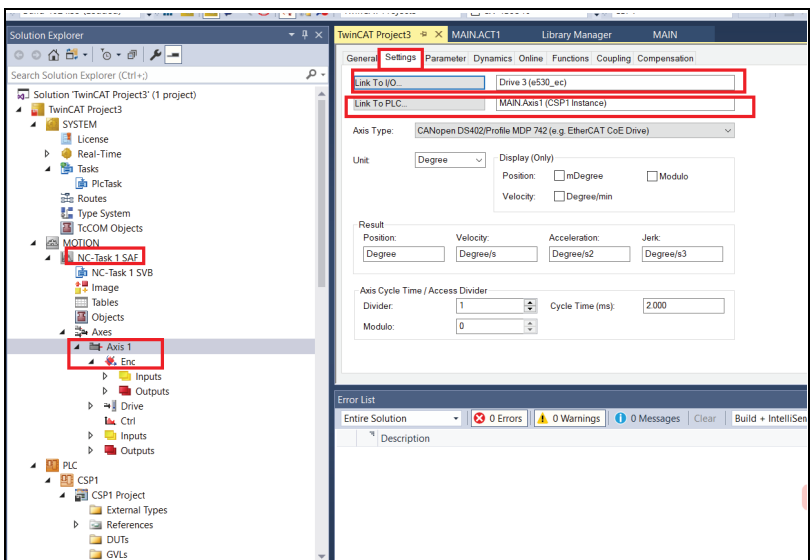 Solution Explorer
Search Solution Explorer (Ctrl+;)
Solution 'TwinCAT Project3' (1 project)
TwinCAT Project3
SYSTEM
License
Real-Time
Tasks
PlcTask
Routes
Type System
TcCOM Objects
MOTION
NC-Task 1 SAF
NC-Task 1 SVB
Image
Tables
Objects
Axes
Axis 1
Enc
Inputs
Outputs
Drive
Ctrl
Inputs
Outputs
PLC
CSP1
CSP1 Project
External Types
References
DUTs
GVLs
TwinCAT Project3 MAIN.ACT1 Library Manager MAIN
General Settings Parameter Dynamics Online Functions Coupling Compensation
Link To I/O... Drive 3 (e530_ec)
Link To PLC... MAIN.Axis1 (CSP1 Instance)
Axis Type: CANopen DS402/Profile MDP 742 (e.g. EtherCAT CoE Drive)
Unit: Degree Display (Only)
Position: mDegree Modulo
Velocity: Degree/min
Result
Position: Velocity: Acceleration: Jerk:
Degree Degree/s Degree/s2 Degree/s3
Axis Cycle Time / Access Divider
Divider: 1 Cycle Time (ms): 2.000
Modulo: 0
Error List
Entire Solution 0 Errors 0 Warnings 0 Messages Clear Build + IntelliSen
Description